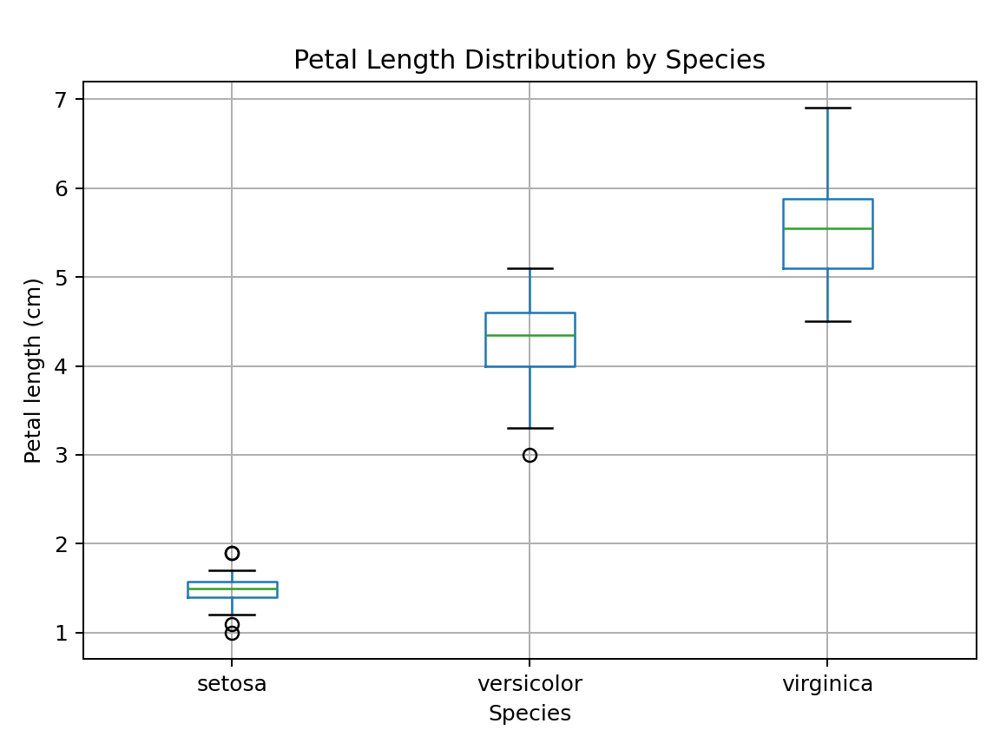 Petal Length Distribution by Species
Petal length (cm)
7
6
5
4
3
2
1
setosa versicolor virginica
Species